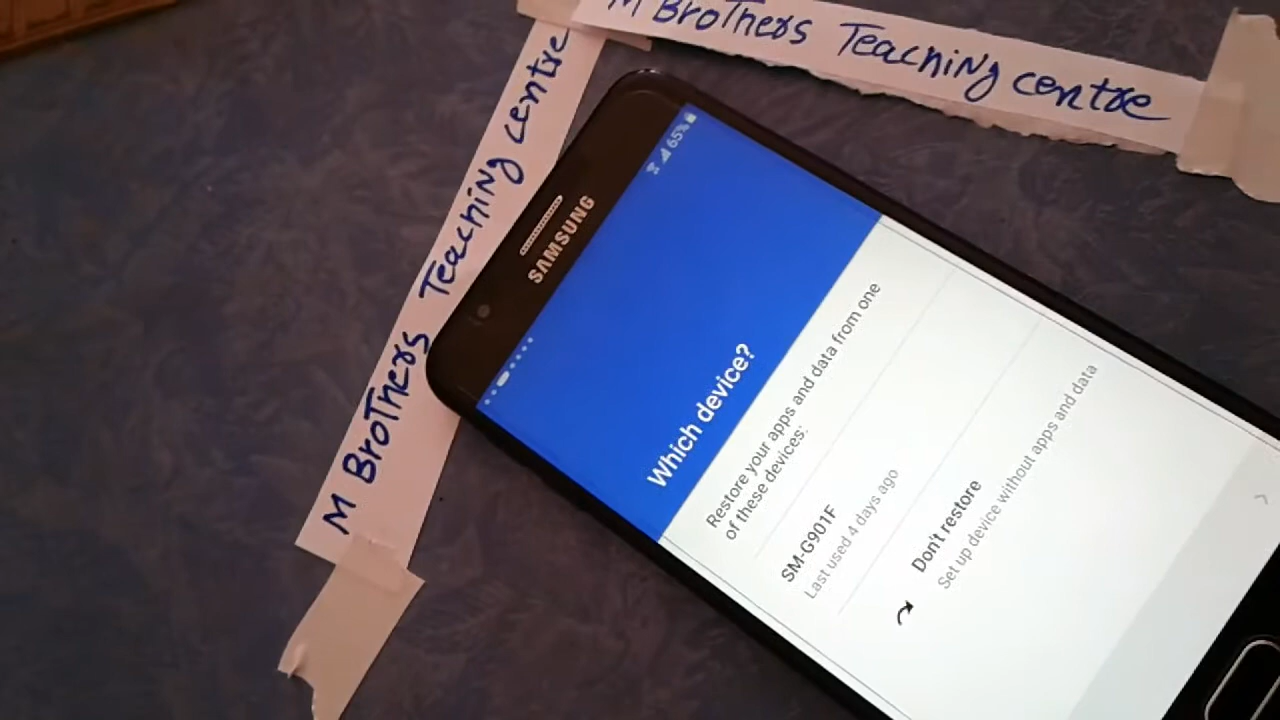 M BroThers Teaching centre
M BroThers Teaching centre
SAMSUNG
65%
Which device?
Restore your apps and data from one
of these devices:
SM-G901F
Last used 4 days ago
Don't restore
Set up device without apps and data